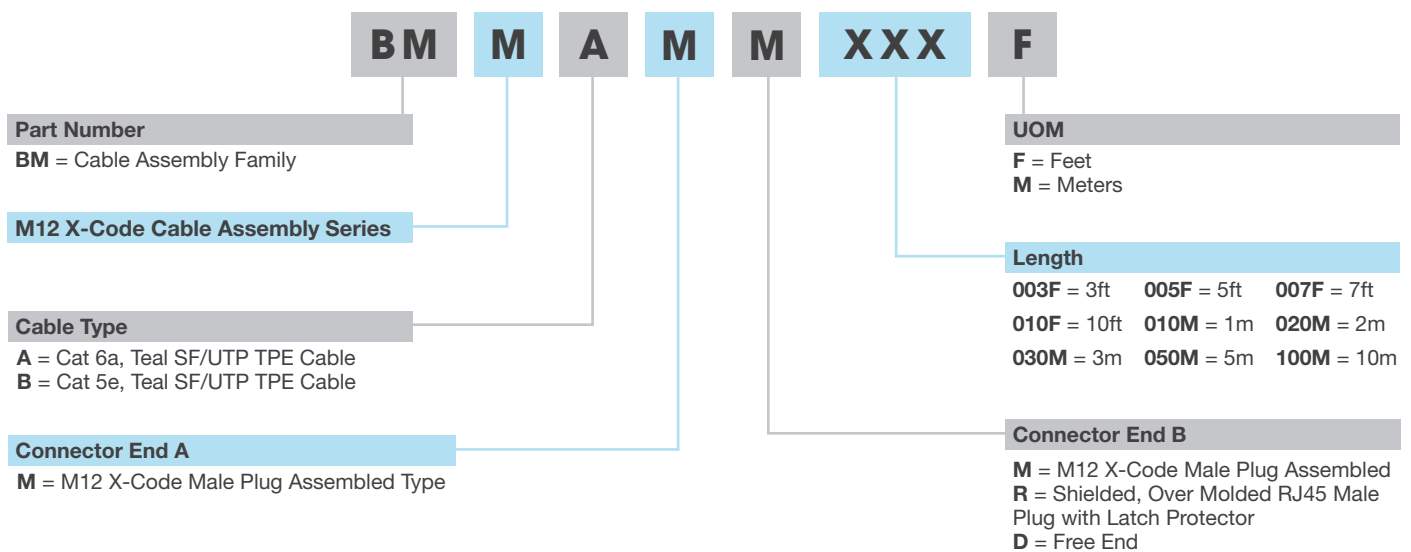 BM M A M M XXX F
Part Number
BM = Cable Assembly Family
M12 X-Code Cable Assembly Series
Cable Type
A = Cat 6a, Teal SF/UTP TPE Cable
B = Cat 5e, Teal SF/UTP TPE Cable
Connector End A
M = M12 X-Code Male Plug Assembled Type
UOM
F = Feet
M = Meters
Length
003F = 3ft 005F = 5ft 007F = 7ft
010F = 10ft 010M = 1m 020M = 2m
030M = 3m 050M = 5m 100M = 10m
Connector End B
M = M12 X-Code Male Plug Assembled
R = Shielded, Over Molded RJ45 Male
Plug with Latch Protector
D = Free End